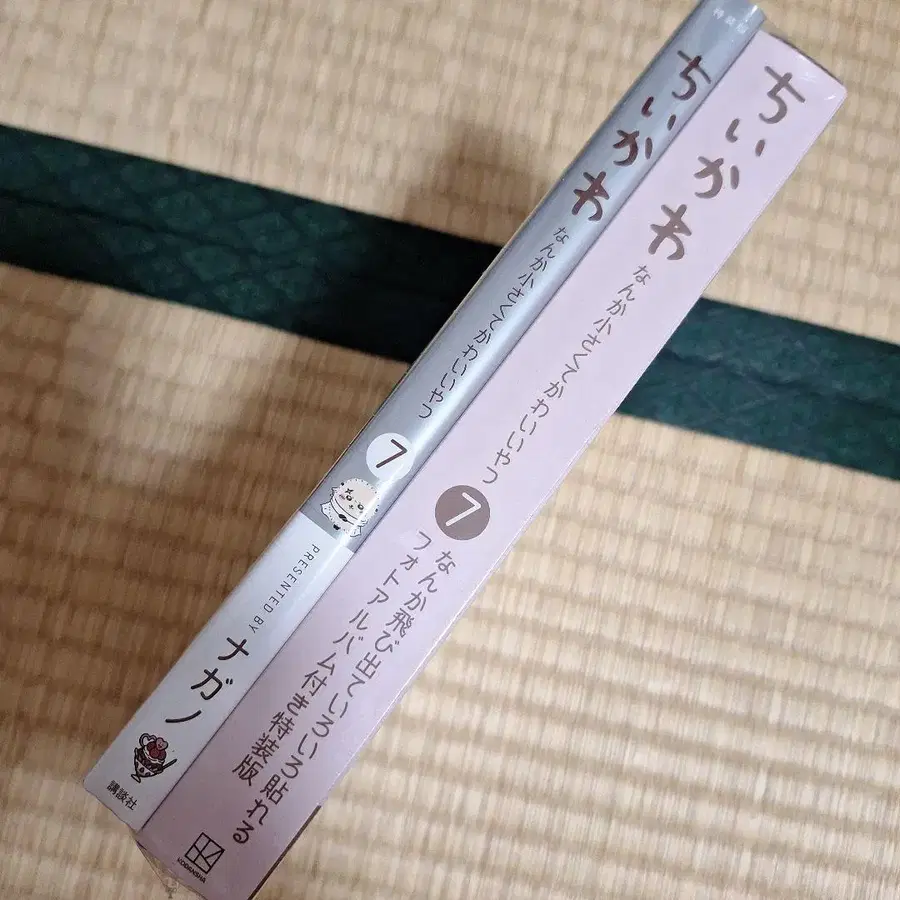 特装版
ちいかわ
なんか小さくてかわいいやつ
7
PRESENTED BY
ナガノ
講談社
ちいかわ
なんか小さくてかわいいやつ
7
なんか飛び出ていろいろ貼れる
フォトアルバム付き特装版
KODANSHA